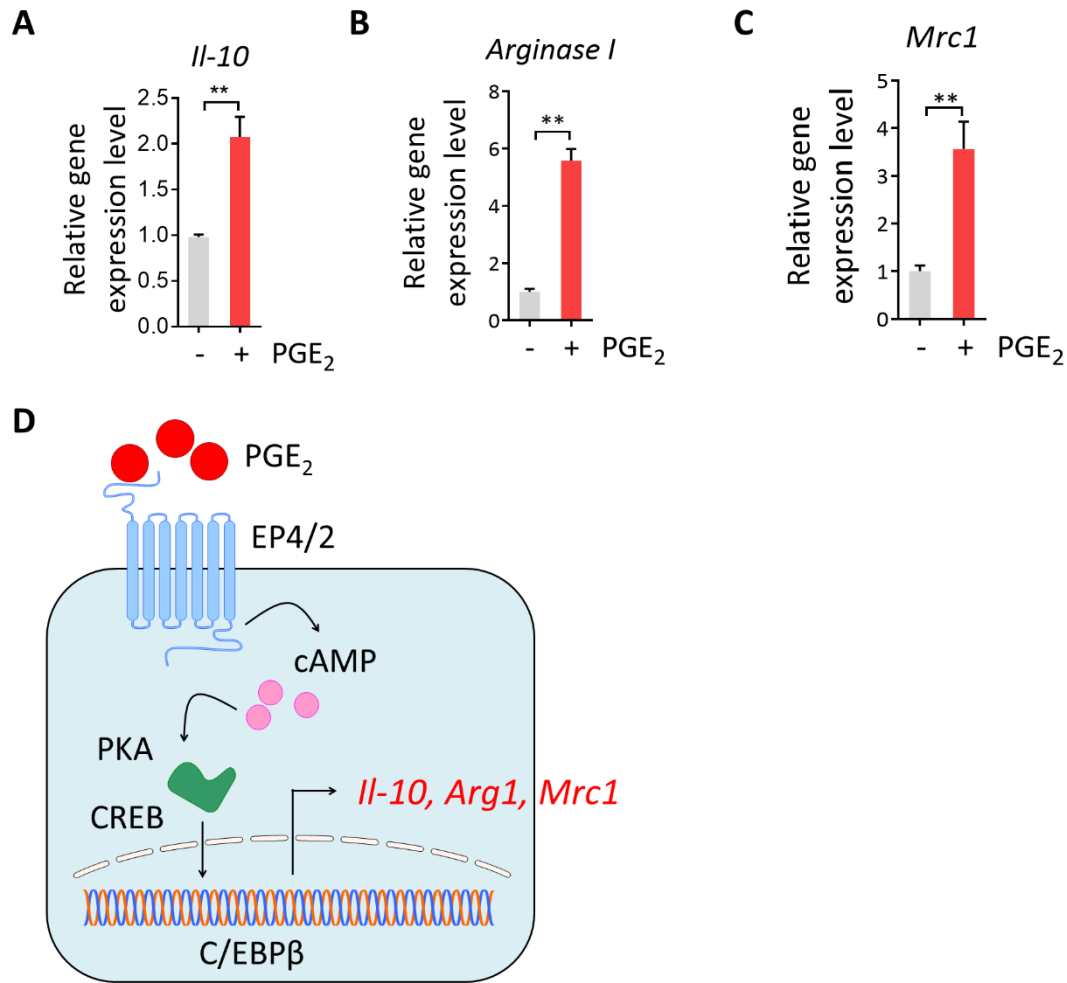 A
Il-10
**
Relative gene
expression level
2.5
2.0
1.5
1.0
0.5
0.0
- + PGE₂
B
Arginase I
**
Relative gene
expression level
8
6
4
2
0
- + PGE₂
C
Mrc1
**
Relative gene
expression level
5
4
3
2
1
0
- + PGE₂
D
PGE₂
EP4/2
cAMP
PKA
Il-10, Arg1, Mrc1
CREB
C/EBPβ